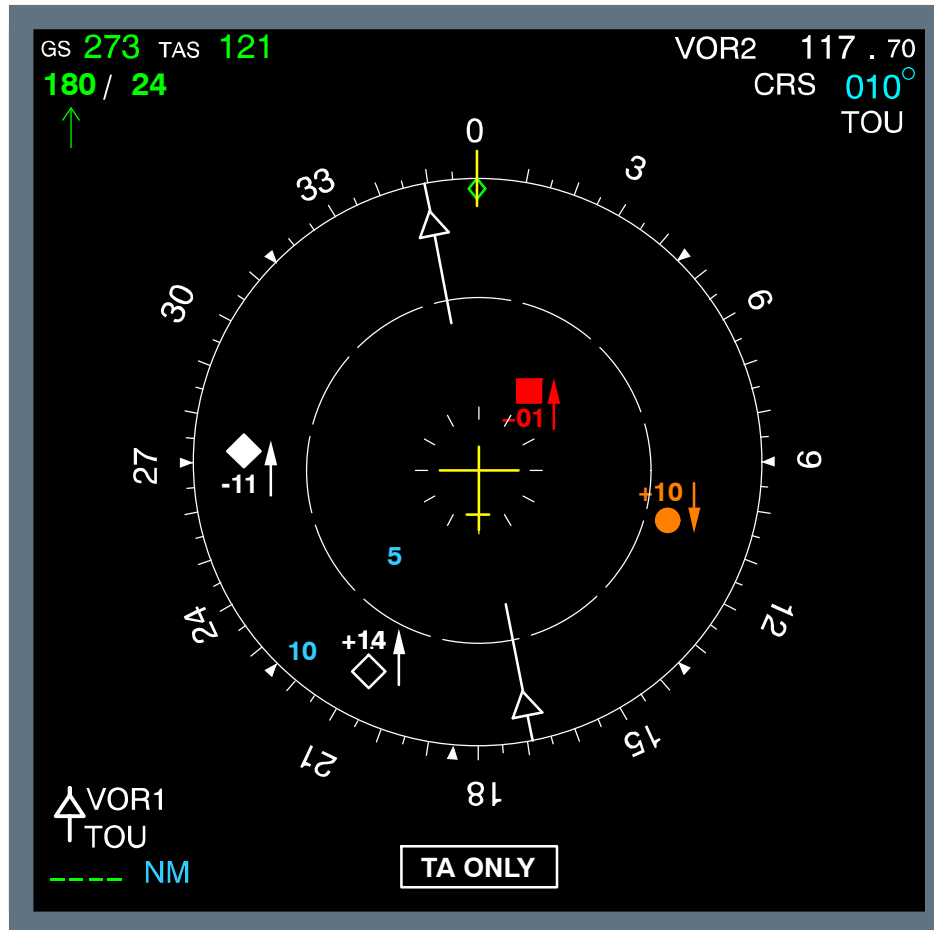 GS 273 TAS 121
180/ 24
VOR2 117.70
CRS 010°
TOU
0
3
6
9
12
15
18
21
24
27
30
33
-01
+10
-11
5
10
+14
VOR1
TOU
---- NM
TA ONLY